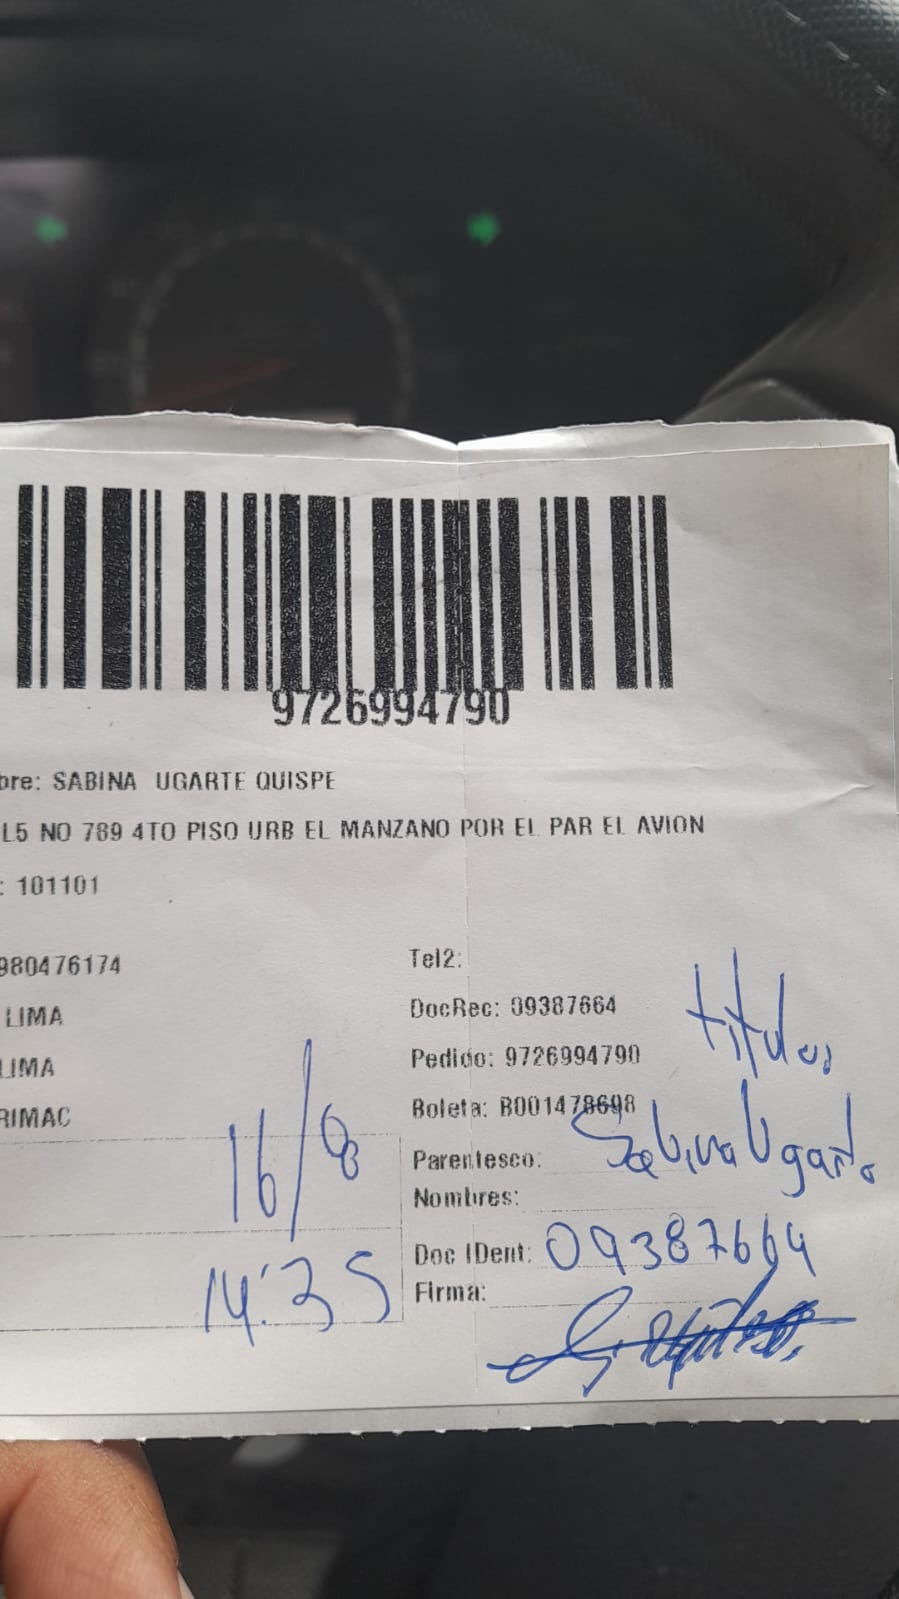 9726994790
bre: SABINA UGARTE QUISPE
L5 NO 789 4TO PISO URB EL MANZANO POR EL PAR EL AVION
: 101101
980476174
Tel2:
LIMA
DocRec: 09387664
titular
LIMA
Pedido: 9726994790
RIMAC
Boleta: B001478698
16/8
Parentesco: Sabina Ugarte
Nombres:
Doc IDent: 09387664
14:35
Firma: